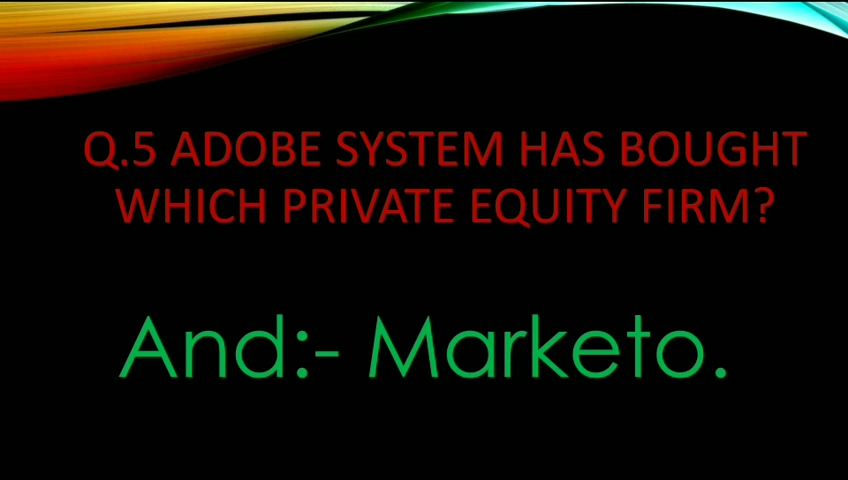 Q.5 ADOBE SYSTEM HAS BOUGHT
WHICH PRIVATE EQUITY FIRM?
And:- Marketo.